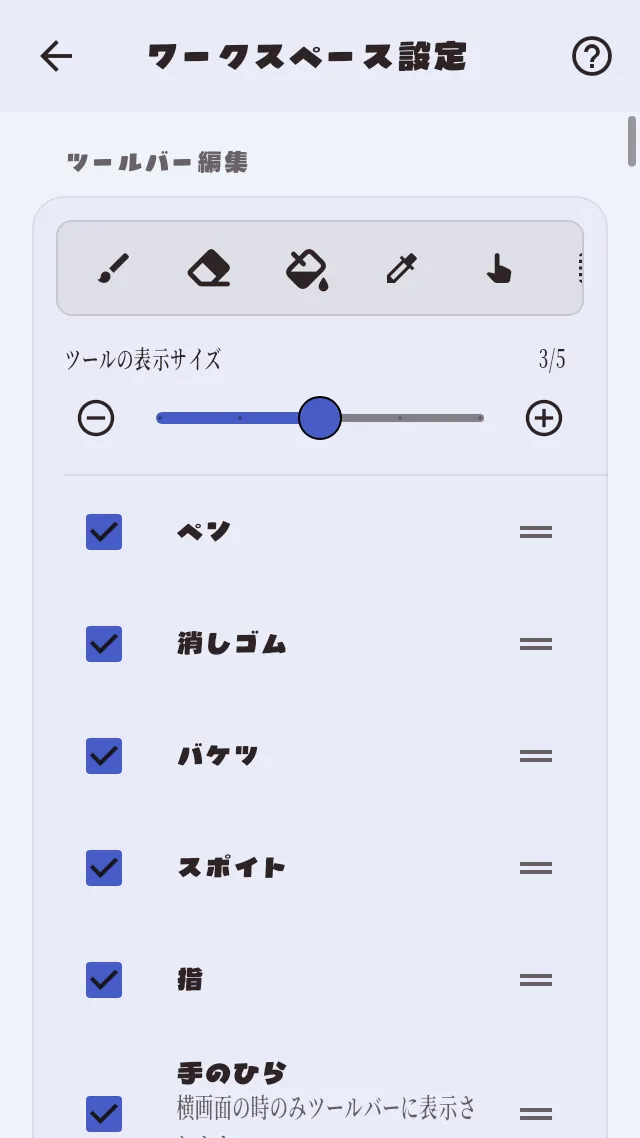 ワークスペース設定
ツールバー編集
ツールの表示サイズ
3/5
ペン
消しゴム
バケツ
スポイト
指
手のひら
横画面の時のみツールバーに表示さ